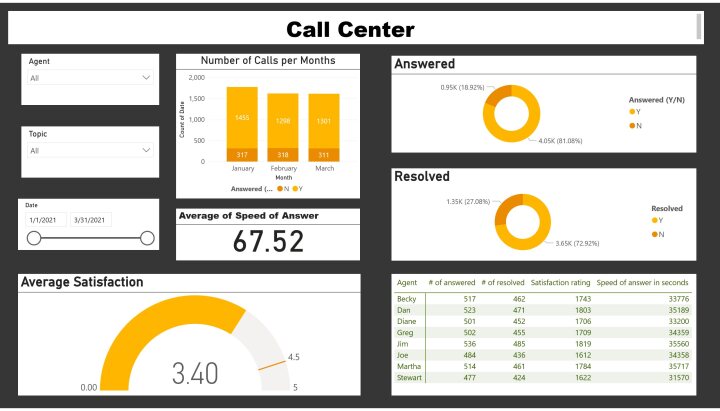 Call Center
Agent
All
Topic
All
Date
1/1/2021 3/31/2021
Number of Calls per Months
Count of Date
2,000
1,500
1,000
500
0
1455 1298 1301
317 318 311
January February March
Month
Answered (... N Y
Average of Speed of Answer
67.52
Answered
0.95K (18.92%)
4.05K (81.08%)
Answered (Y/N)
Y
N
Resolved
1.35K (27.08%)
3.65K (72.92%)
Resolved
Y
N
Average Satisfaction
4.5
3.40
0.00 5
Agent # of answered # of resolved Satisfaction rating Speed of answer in seconds
Becky 517 462 1743 33776
Dan 523 471 1803 35189
Diane 501 452 1706 33200
Greg 502 455 1709 34359
Jim 536 485 1819 35560
Joe 484 436 1612 34358
Martha 514 461 1784 35717
Stewart 477 424 1622 31570